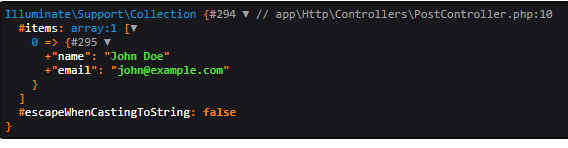 Illuminate\Support\Collection {#294 ▼ // app\Http\Controllers\PostController.php:10
  #items: array:1 [▼
    0 => {#295 ▼
      +"name": "John Doe"
      +"email": "john@example.com"
    }
  ]
  #escapeWhenCastingToString: false
}